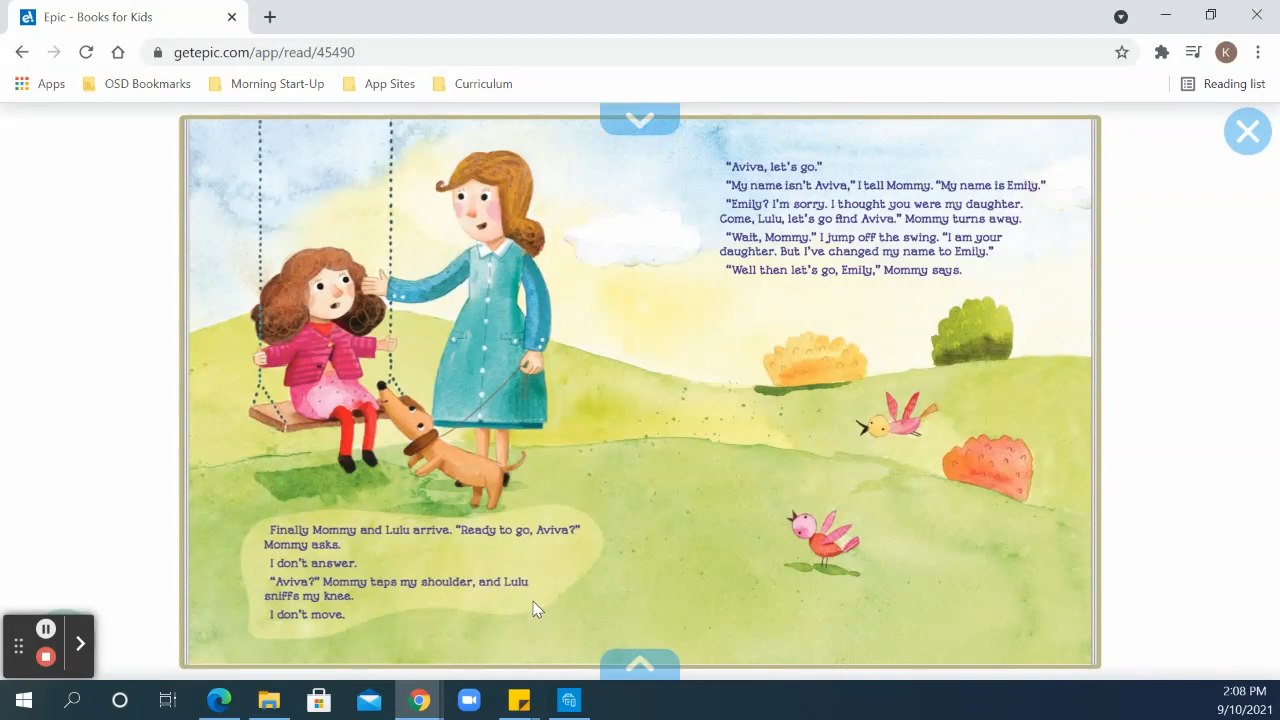 Epic - Books for Kids
getepic.com/app/read/45490
K
Apps
OSD Bookmarks
Morning Start-Up
App Sites
Curriculum
Reading list
Finally Mommy and Lulu arrive. “Ready to go, Aviva?”
Mommy asks.
I don’t answer.
“Aviva?” Mommy taps my shoulder, and Lulu
sniffs my knee.
I don’t move.
“Aviva, let’s go.”
“My name isn’t Aviva,” I tell Mommy. “My name is Emily.”
“Emily? I’m sorry. I thought you were my daughter.
Come, Lulu, let’s go find Aviva.” Mommy turns away.
“Wait, Mommy.” I jump off the swing. “I am your
daughter. But I’ve changed my name to Emily.”
“Well then let’s go, Emily,” Mommy says.
2:08 PM
9/10/2021